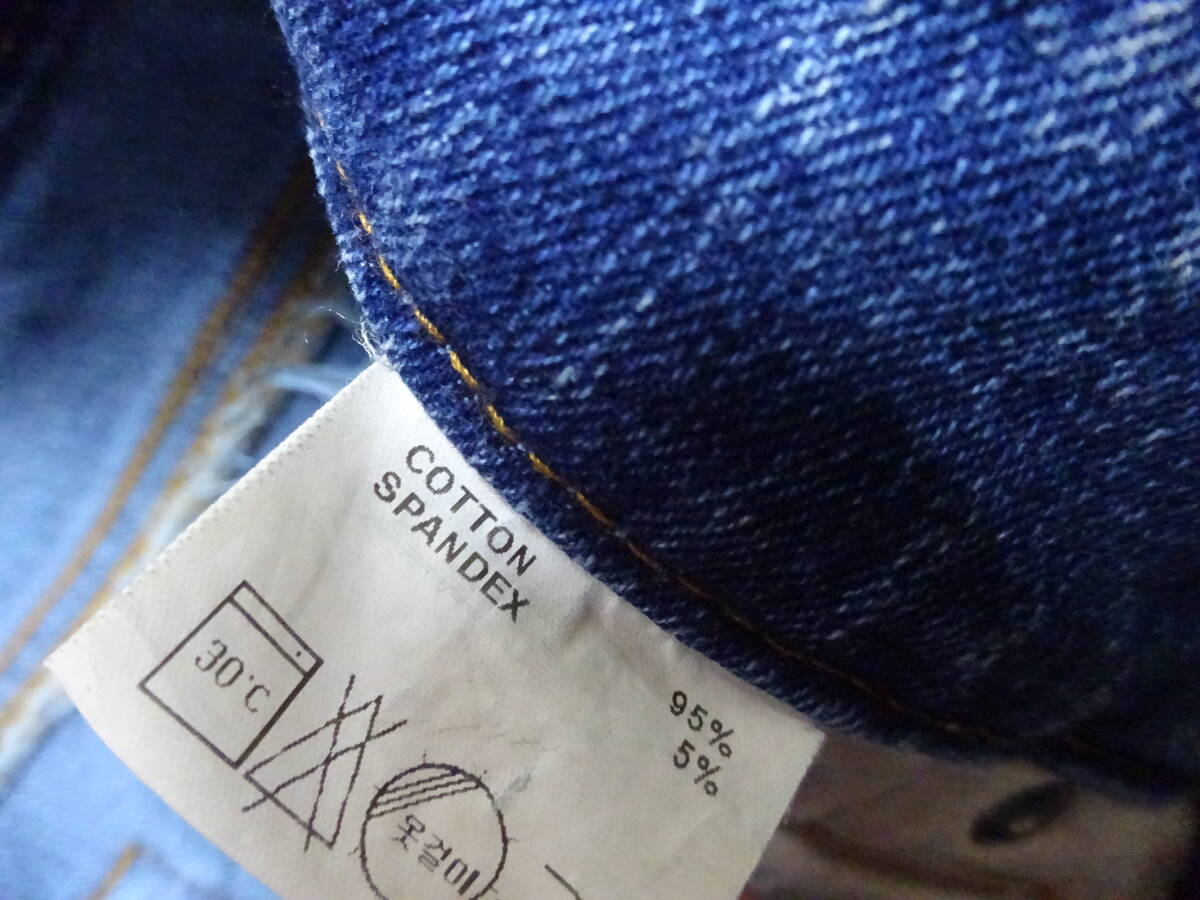 COTTON 95%
SPANDEX 5%
30°C
옷걸이